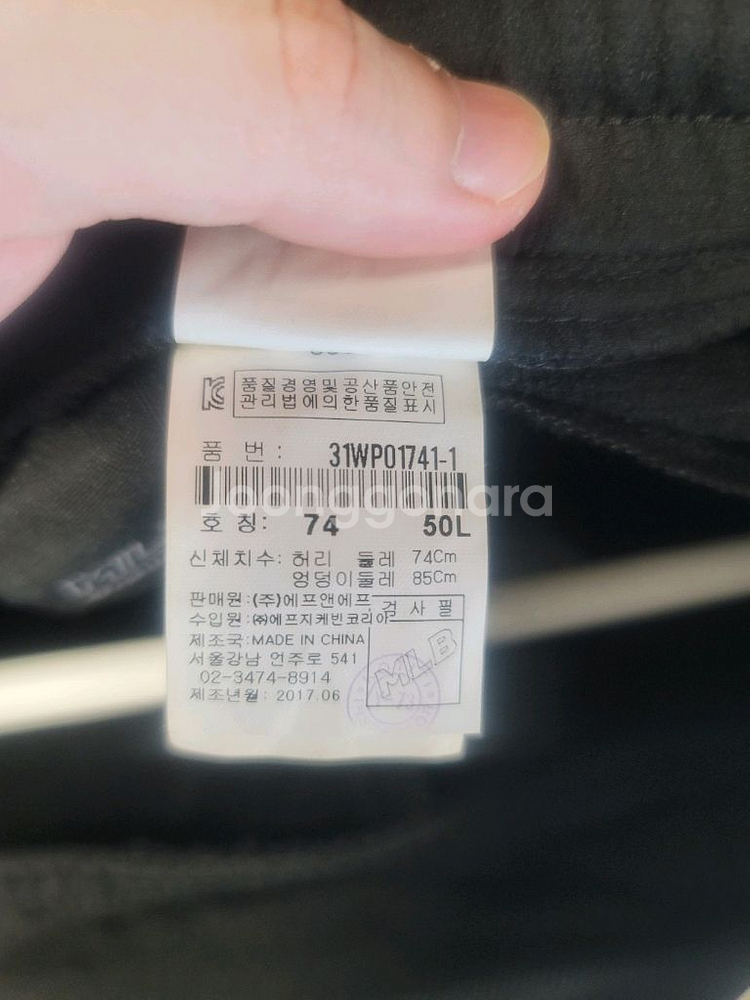 품질경영및공산품안전
관리법에의한품질표시
품 번 : 31WP01741-1
Joonggonara
호 칭: 74 50L
신체치수: 허리 둘레 74Cm
엉덩이둘레 85Cm
판매원:(주)에프앤에프
검사필
수입원:㈜에프지케빈코리아
제조국:MADE IN CHINA
서울강남 언주로 541
02-3474-8914
제조년월: 2017.06
MLB